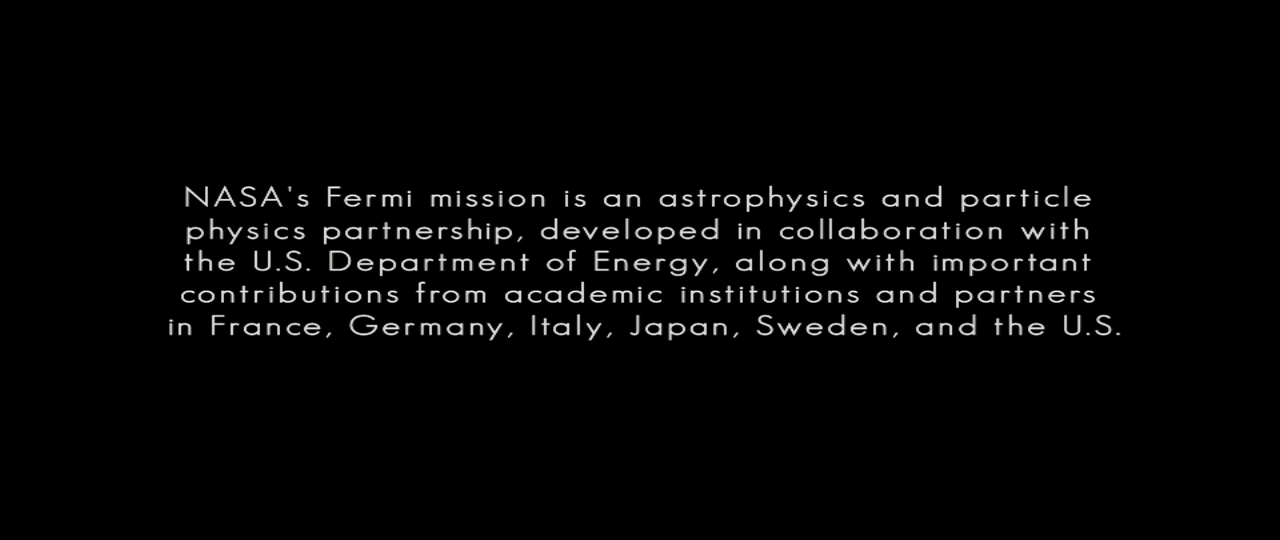 NASA's Fermi mission is an astrophysics and particle
physics partnership, developed in collaboration with
the U.S. Department of Energy, along with important
contributions from academic institutions and partners
in France, Germany, Italy, Japan, Sweden, and the U.S.